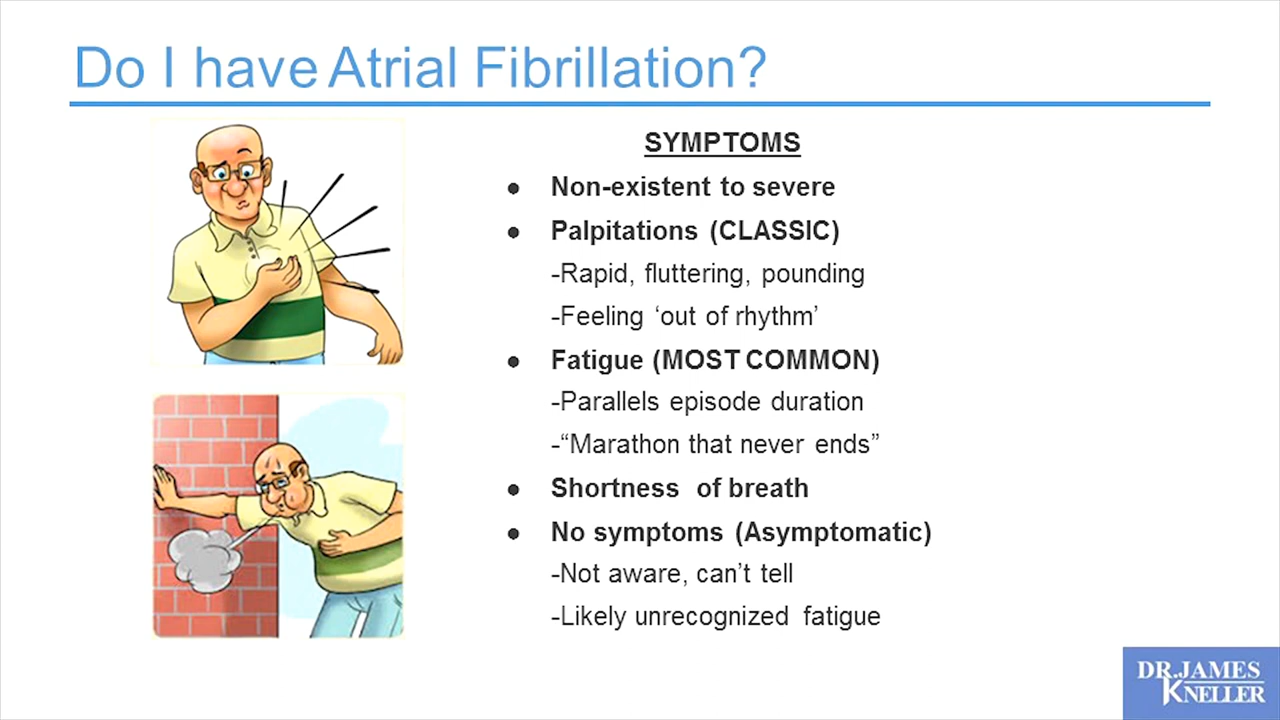 Do I have Atrial Fibrillation?
SYMPTOMS
● Non-existent to severe
● Palpitations (CLASSIC)
-Rapid, fluttering, pounding
-Feeling ‘out of rhythm’
● Fatigue (MOST COMMON)
-Parallels episode duration
-“Marathon that never ends”
● Shortness of breath
● No symptoms (Asymptomatic)
-Not aware, can’t tell
-Likely unrecognized fatigue
DR.JAMES
KNELLER